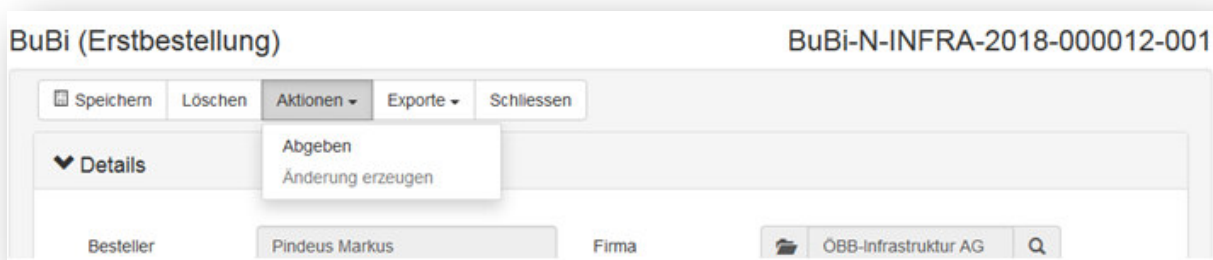 BuBi (Erstbestellung) BuBi-N-INFRA-2018-000012-001
Speichern Löschen Aktionen Exporte Schliessen
Abgeben
Details
Änderung erzeugen
Besteller Pindeus Markus Firma ÖBB-Infrastruktur AG